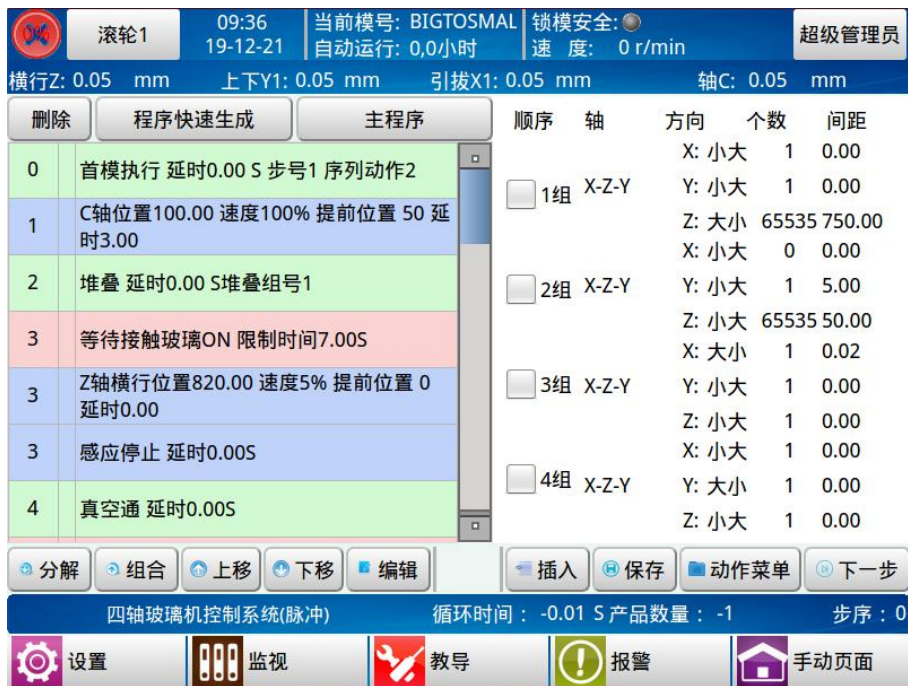 滚轮1
09:36
19-12-21
当前模号: BIGTOSMAL
自动运行: 0,0小时
锁模安全:
速 度: 0 r/min
超级管理员
横行Z: 0.05 mm 上下Y1: 0.05 mm 引拔X1: 0.05 mm 轴C: 0.05 mm
删除 程序快速生成 主程序
0 首模执行 延时0.00 S 步号1 序列动作2
1 C轴位置100.00 速度100% 提前位置 50 延
时3.00
2 堆叠 延时0.00 S堆叠组号1
3 等待接触玻璃ON 限制时间7.00S
3 Z轴横行位置820.00 速度5% 提前位置 0
延时0.00
3 感应停止 延时0.00S
4 真空通 延时0.00S
顺序 轴 方向 个数 间距
X: 小大 1 0.00
1组 X-Z-Y Y: 小大 1 0.00
Z: 大小 65535 750.00
X: 小大 0 0.00
2组 X-Z-Y Y: 小大 1 5.00
Z: 小大 65535 50.00
X: 大小 1 0.02
3组 X-Z-Y Y: 小大 1 0.00
Z: 小大 1 0.00
X: 小大 1 0.00
4组 X-Z-Y Y: 大小 1 0.00
Z: 小大 1 0.00
分解 组合 上移 下移 编辑 插入 保存 动作菜单 下一步
四轴玻璃机控制系统(脉冲) 循环时间: -0.01 S 产品数量: -1 步序: 0
设置 监视 教导 报警 手动页面